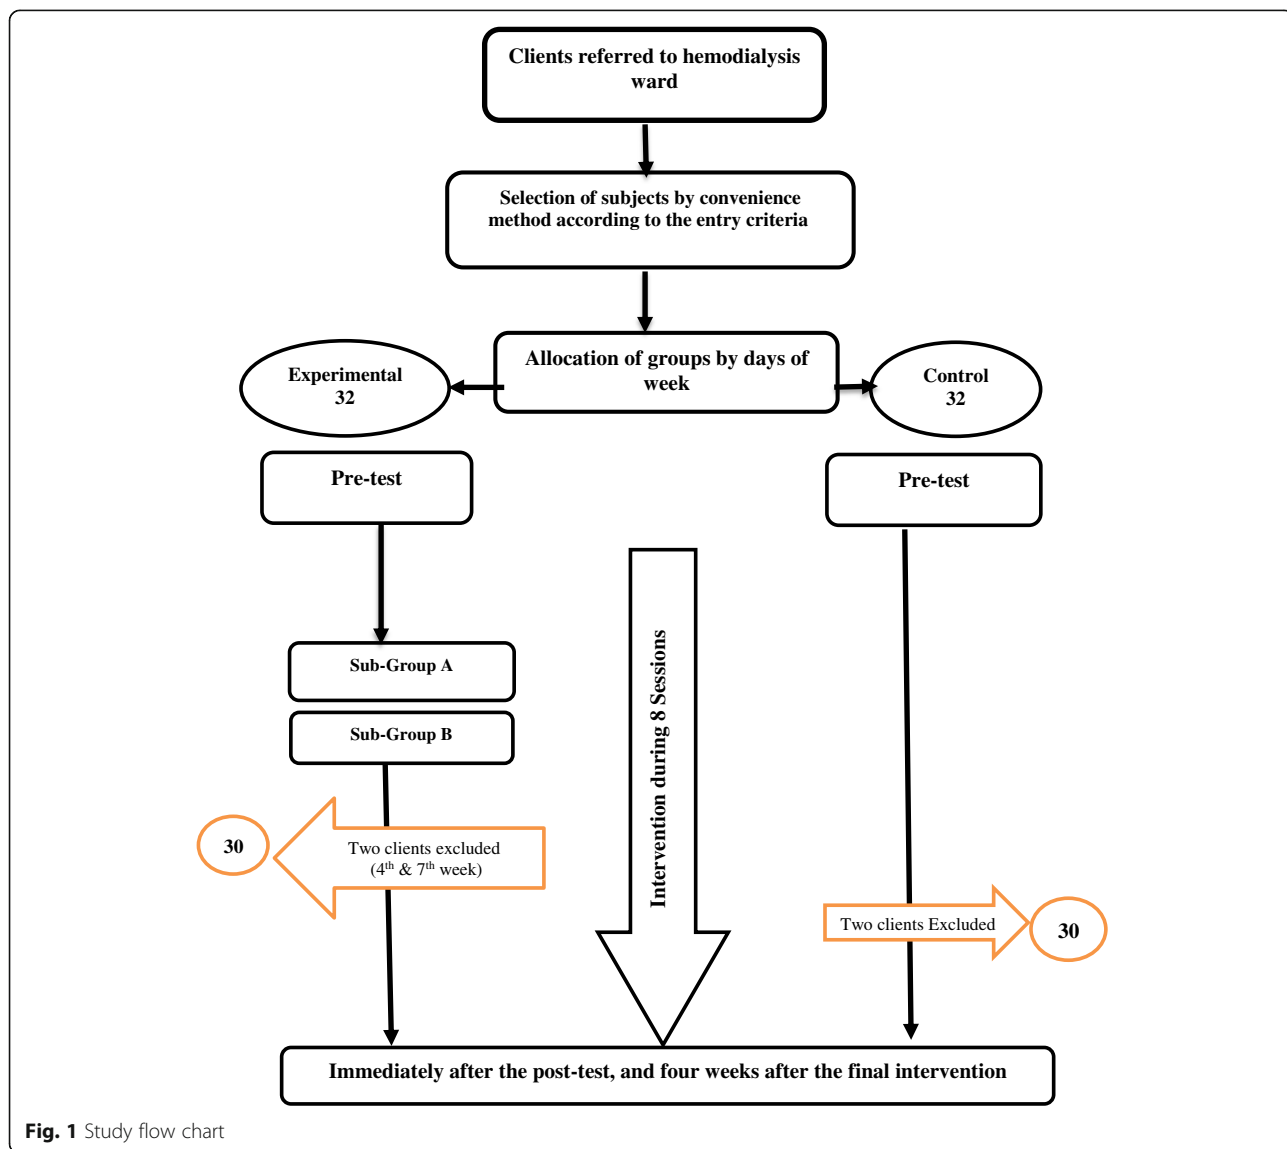 Clients referred to hemodialysis
ward
Selection of subjects by convenience
method according to the entry criteria
Allocation of groups by days of
week
Experimental
32
Control
32
Pre-test
Pre-test
Sub-Group A
Sub-Group B
Intervention during 8 Sessions
30
Two clients excluded
(4th & 7th week)
Two clients Excluded
30
Immediately after the post-test, and four weeks after the final intervention
Fig. 1 Study flow chart